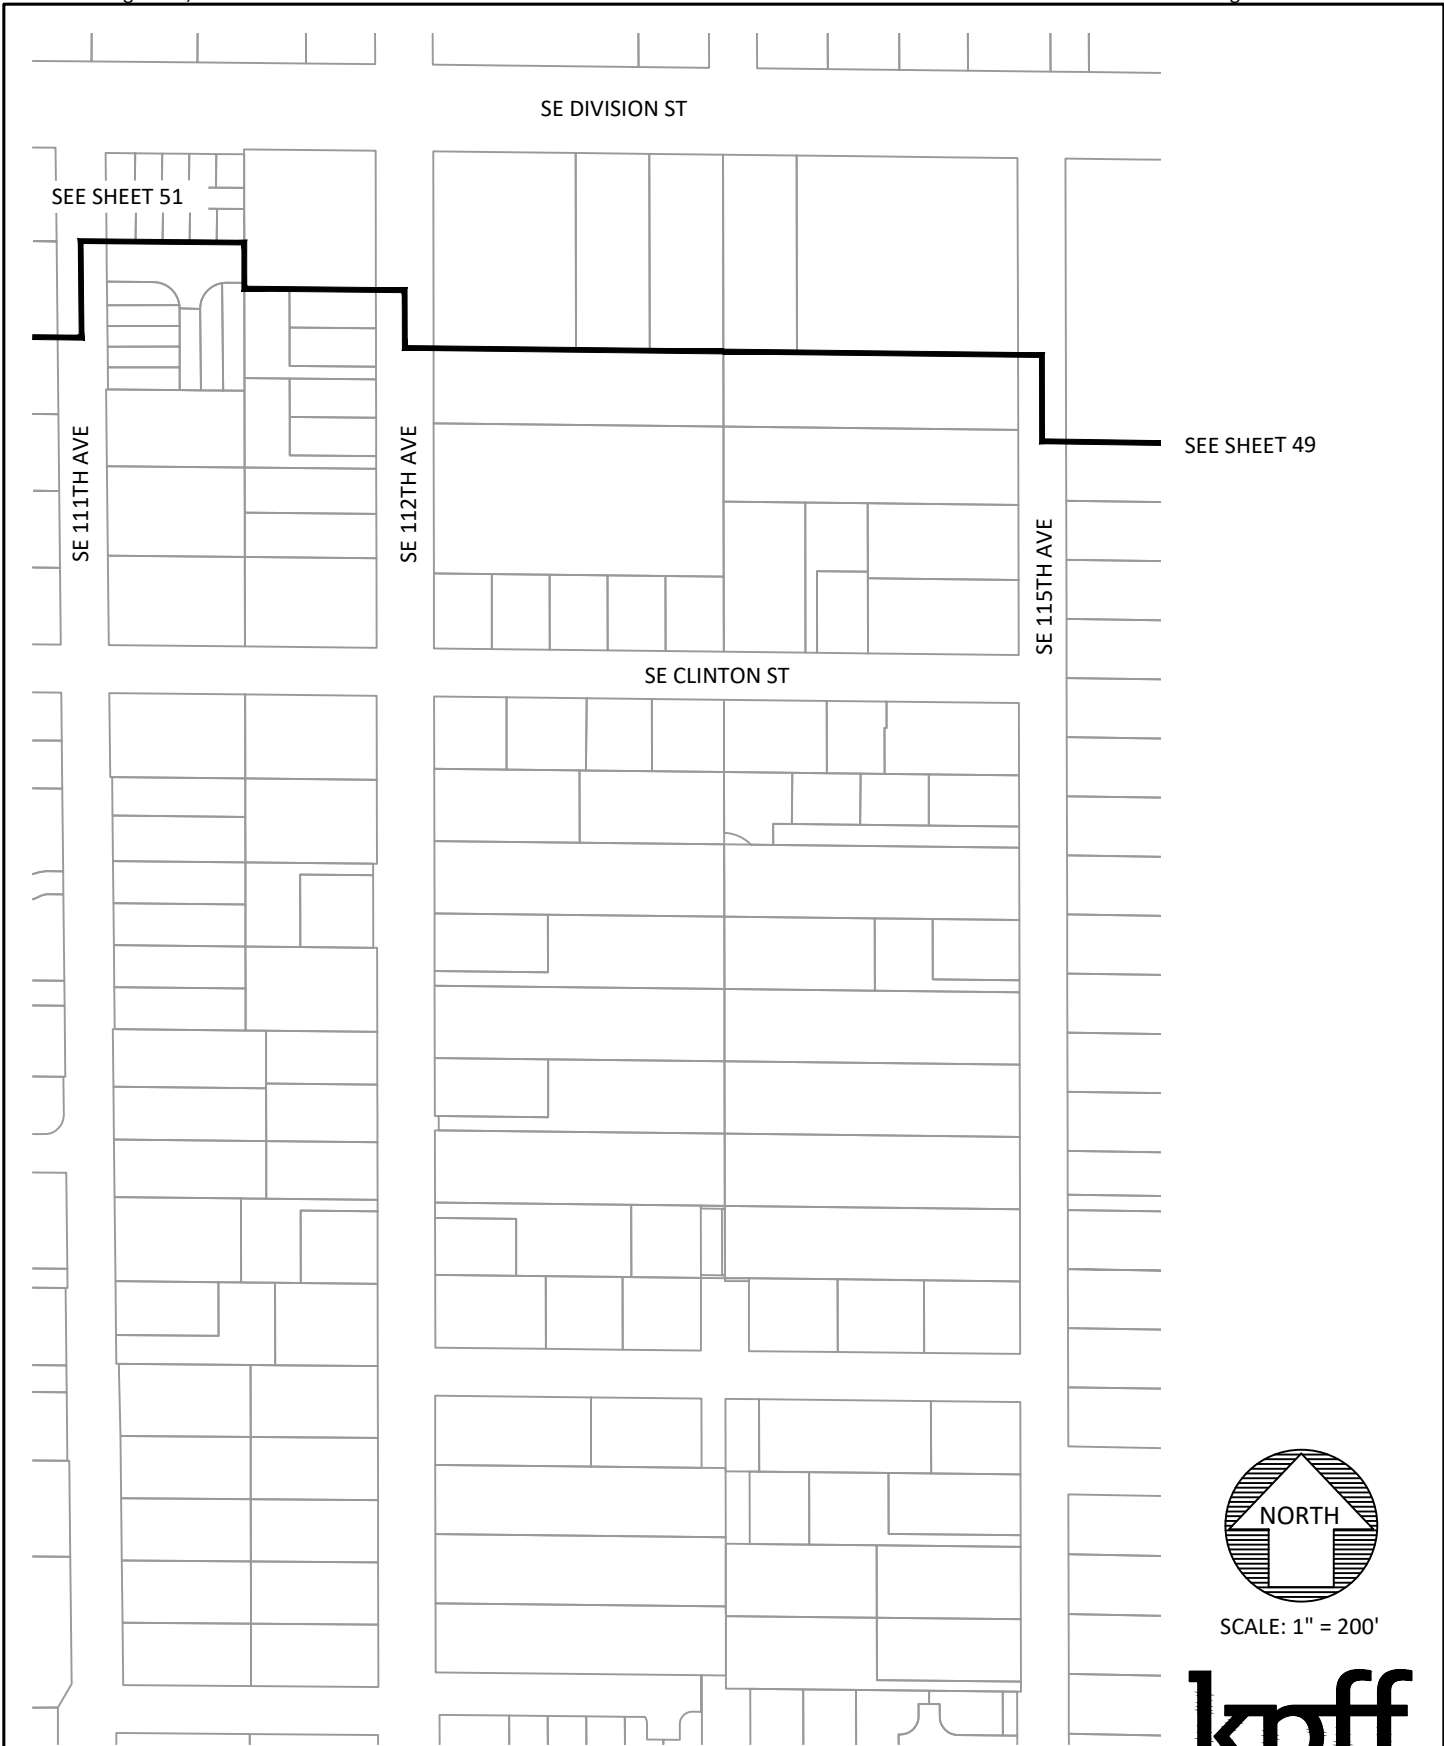 SE DIVISION ST
SEE SHEET 51
SE 111TH AVE
SE 112TH AVE
SEE SHEET 49
SE 115TH AVE
SE CLINTON ST
NORTH
SCALE: 1" = 200'
kpff